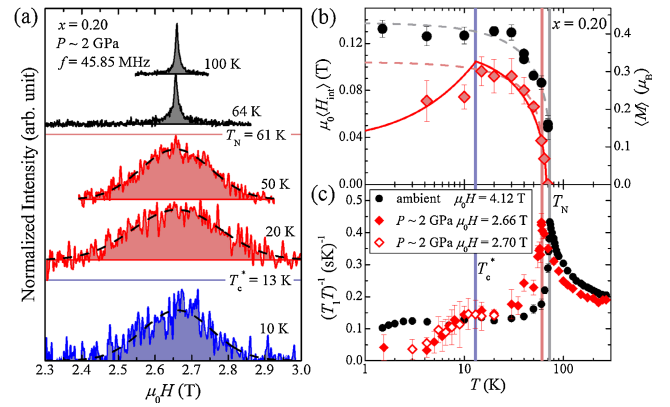 (a)
x = 0.20
P ~ 2 GPa
f = 45.85 MHz
100 K
64 K
T_N = 61 K
50 K
20 K
T_c^* = 13 K
10 K
Normalized Intensity (arb. unit)
2.3 2.4 2.5 2.6 2.7 2.8 2.9 3.0
μ₀H (T)
(b)
x = 0.20
0.12
0.08
0.04
0.00
μ₀⟨H_int⟩ (T)
0.4
0.3
0.2
0.1
0.0
⟨M⟩ (μ_B)
(c)
ambient μ₀H = 4.12 T
P ~ 2 GPa μ₀H = 2.66 T
P ~ 2 GPa μ₀H = 2.70 T
T_N
T_c^*
0.5
0.4
0.3
0.2
0.1
0.0
(T₁T)⁻¹ (sK)⁻¹
1 10 100
T (K)